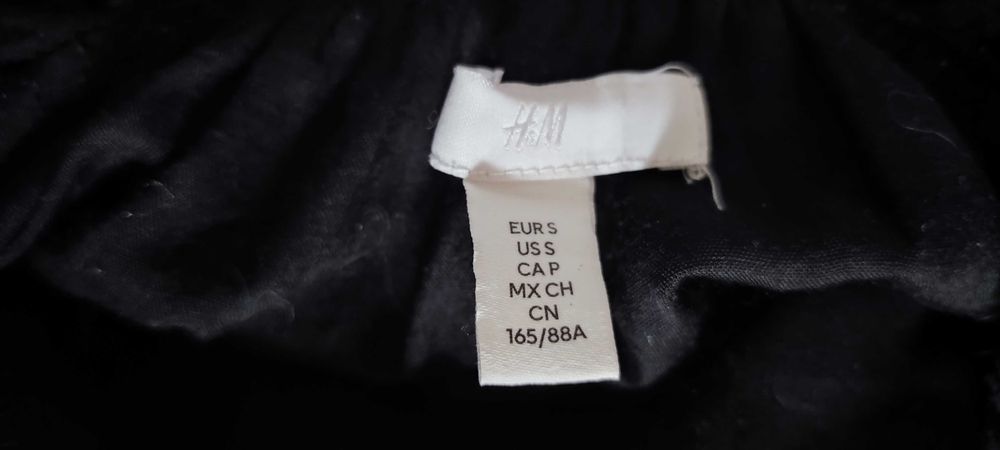 H&M
EUR S
US S
CA P
MX CH
CN
165/88A